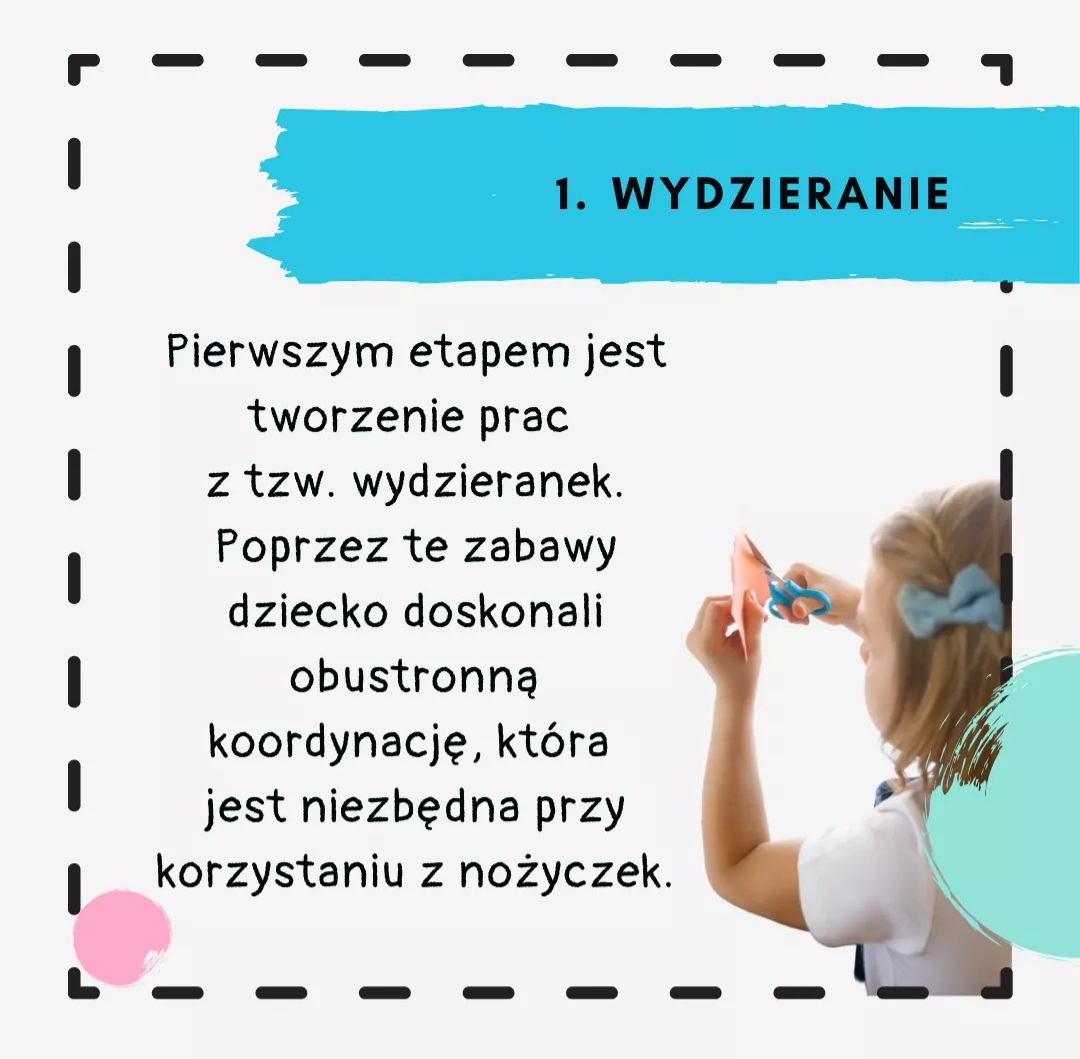 1. WYDZIERANIE
Pierwszym etapem jest
tworzenie prac
z tzw. wydzieranek.
Poprzez te zabawy
dziecko doskonali
obustronną
koordynację, która
jest niezbędna przy
korzystaniu z nożyczek.